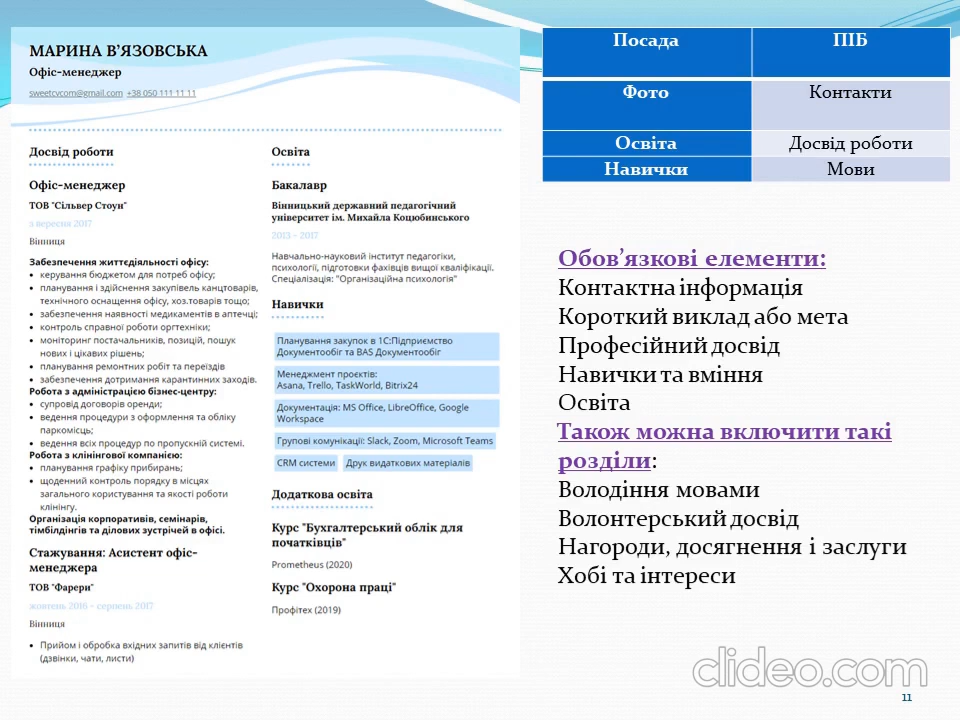 МАРИНА В’ЯЗОВСЬКА
Офіс-менеджер
sweetcvcom@gmail.com +38 050 111 11 11
Досвід роботи
Офіс-менеджер
ТОВ "Сільвер Стоун"
з вересня 2017
Вінниця
Забезпечення життєдіяльності офісу:
• керування бюджетом для потреб офісу;
• планування і здійснення закупівель канцтоварів,
технічного оснащення офісу, хоз.товарів тощо;
• забезпечення наявності медикаментів в аптечці;
• контроль справної роботи оргтехніки;
• моніторинг постачальників, позицій, пошук
нових і цікавих рішень;
• планування ремонтних робіт та переїздів
• забезпечення дотримання карантинних заходів.
Робота з адміністрацією бізнес-центру:
• супровід договорів оренди;
• ведення процедури з оформлення та обліку
паркомісць;
• ведення всіх процедур по пропускній системі.
Робота з клінінгової компанією:
• планування графіку прибирань;
• щоденний контроль порядку в місцях
загального користування та якості роботи
клінінгу.
Організація корпоративів, семінарів,
тімбілдінгів та ділових зустрічей в офісі.
Стажування: Асистент офіс-
менеджера
ТОВ "Фарери"
жовтень 2016 – серпень 2017
Вінниця
• Прийом і обробка вхідних запитів від клієнтів
(дзвінки, чати, листи)
Освіта
Бакалавр
Вінницький державний педагогічний
університет ім. Михайла Коцюбинського
2013 – 2017
Навчально-науковий інститут педагогіки,
психології, підготовки фахівців вищої кваліфікації.
Спеціалізація: "Організаційна психологія"
Навички
Планування закупок в 1С:Підприємство
Документообіг та BAS Документообіг
Менеджмент проєктів:
Asana, Trello, TaskWorld, Bitrix24
Документація: MS Office, LibreOffice, Google
Workspace
Групові комунікації: Slack, Zoom, Microsoft Teams
CRM системи Друк видаткових матеріалів
Додаткова освіта
Курс "Бухгалтерський облік для
початківців"
Prometheus (2020)
Курс "Охорона праці"
Профітех (2019)
Посада ПІБ
Фото Контакти
Освіта Досвід роботи
Навички Мови
Обов’язкові елементи:
Контактна інформація
Короткий виклад або мета
Професійний досвід
Навички та вміння
Освіта
Також можна включити такі
розділи:
Володіння мовами
Волонтерський досвід
Нагороди, досягнення і заслуги
Хобі та інтереси
clideo.com
11